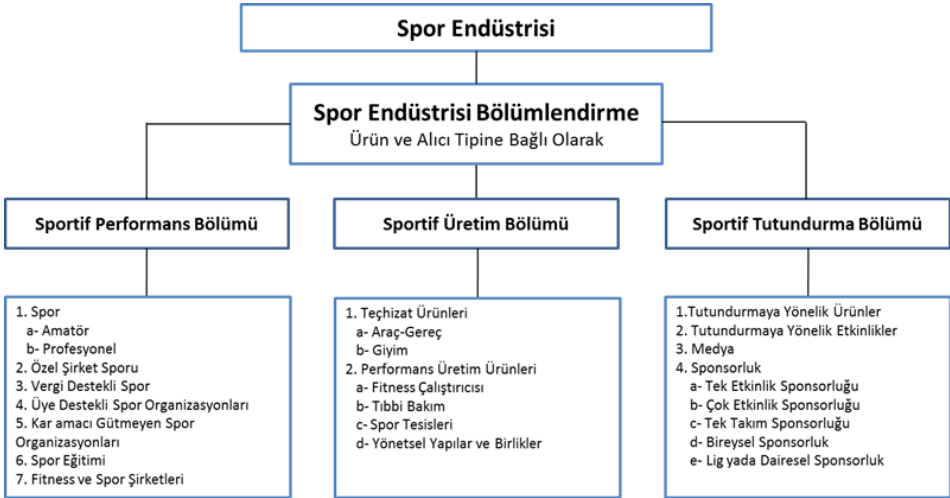 Spor Endüstrisi
Spor Endüstrisi Bölümlendirme
Ürün ve Alıcı Tipine Bağlı Olarak
Sportif Performans Bölümü
1. Spor
a- Amatör
b- Profesyonel
2. Özel Şirket Sporu
3. Vergi Destekli Spor
4. Üye Destekli Spor Organizasyonları
5. Kar amacı Gütmeyen Spor
Organizasyonları
6. Spor Eğitimi
7. Fitness ve Spor Şirketleri
Sportif Üretim Bölümü
1. Teçhizat Ürünleri
a- Araç-Gereç
b- Giyim
2. Performans Üretim Ürünleri
a- Fitness Çalıştırıcısı
b- Tıbbi Bakım
c- Spor Tesisleri
d- Yönetsel Yapılar ve Birlikler
Sportif Tutundurma Bölümü
1.Tutundurmaya Yönelik Ürünler
2. Tutundurmaya Yönelik Etkinlikler
3. Medya
4. Sponsorluk
a- Tek Etkinlik Sponsorluğu
b- Çok Etkinlik Sponsorluğu
c- Tek Takım Sponsorluğu
d- Bireysel Sponsorluk
e- Lig yada Dairesel Sponsorluk